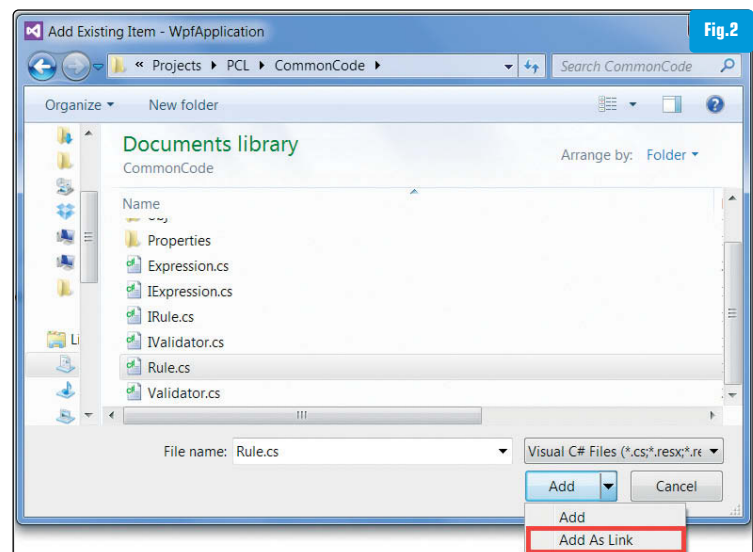 Add Existing Item - WpfApplication
Fig.2
« Projects ▸ PCL ▸ CommonCode ▸
Search CommonCode
Organize
New folder
Documents library
CommonCode
Arrange by: Folder
Name
Properties
Expression.cs
IExpression.cs
IRule.cs
IValidator.cs
Li
Rule.cs
Validator.cs
File name: Rule.cs
Visual C# Files (*.cs;*.resx;*.re
Add
Cancel
Add
Add As Link